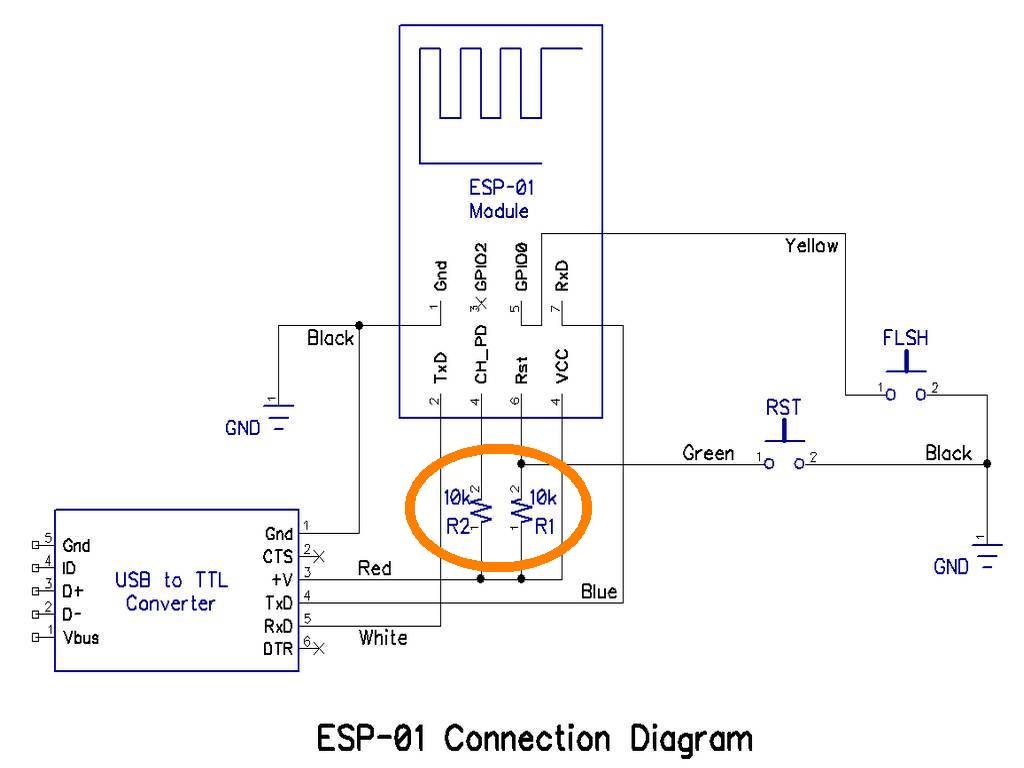 ESP-01
Module
Yellow
Gnd
GPIO2
GPIO0
RxD
1
3
5
7
TxD
CH_PD
Rst
VCC
2
4
6
4
Black
1
GND
FLSH
1
2
RST
1
2
Green
Black
1
GND
10k
2
R2
1
2
10k
1
R1
5
Gnd
4
ID
3
D+
2
D-
1
Vbus
USB to TTL
Converter
Gnd
1
CTS
2
+V
3
TxD
4
RxD
5
DTR
6
Red
Blue
White
ESP-01 Connection Diagram